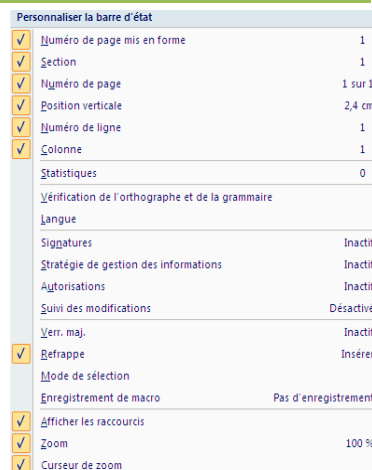 Personnaliser la barre d'état
Numéro de page mis en forme 1
Section 1
Numéro de page 1 sur 1
Position verticale 2,4 cm
Numéro de ligne 1
Colonne 1
Statistiques 0
Vérification de l'orthographe et de la grammaire
Langue
Signatures Inactif
Stratégie de gestion des informations Inactif
Autorisations Inactif
Suivi des modifications Désactivé
Verr. maj. Inactif
Refrappe Insérer
Mode de sélection
Enregistrement de macro Pas d'enregistrement
Afficher les raccourcis
Zoom 100 %
Curseur de zoom